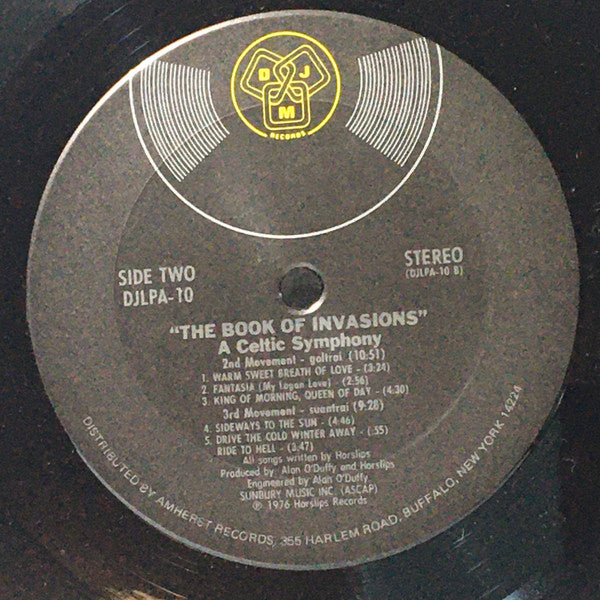 D J
M
RECORDS
SIDE TWO
DJLPA-10
STEREO
(DJLPA-10 B)
"THE BOOK OF INVASIONS"
A Celtic Symphony
2nd Movement - goltrai (10:51)
1. WARM SWEET BREATH OF LOVE - (3:24)
2. FANTASIA (My Lagan Love) - (2:56)
3. KING OF MORNING, QUEEN OF DAY - (4:30)
3rd Movement - suantrai (9:28)
4. SIDEWAYS TO THE SUN - (4:46)
5. DRIVE THE COLD WINTER AWAY - (:55)
RIDE TO HELL - (3:47)
All songs written by Horslips
Produced by Alan O'Duffy and Horslips
Engineered by Alan O'Duffy
SUNBURY MUSIC INC. (ASCAP)
℗ 1976 Horslips Records
DISTRIBUTED BY AMHERST RECORDS, 355 HARLEM ROAD, BUFFALO, NEW YORK 14224